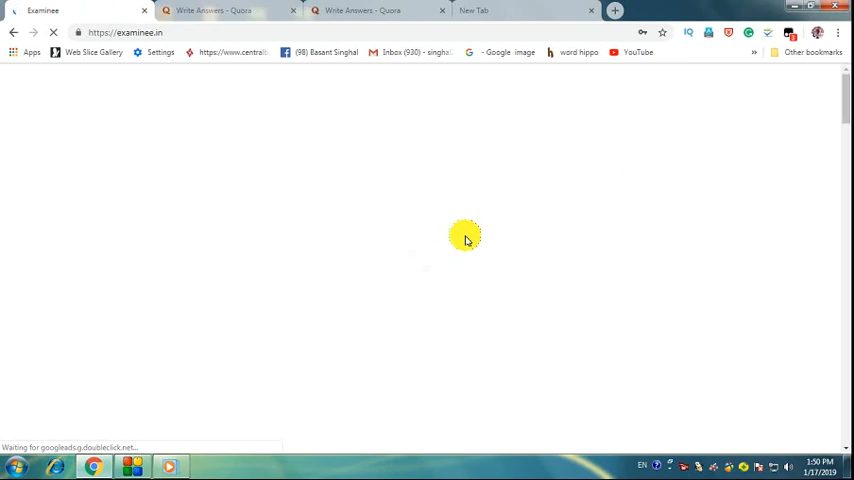 Examinee
Write Answers - Quora
Write Answers - Quora
New Tab
https://examinee.in
Apps
Web Slice Gallery
Settings
https://www.centralb
(98) Basant Singhal
Inbox (930) - singha
- Google image
word hippo
YouTube
»
Other bookmarks
Waiting for googleads.g.doubleclick.net...
EN
1:50 PM
1/17/2019